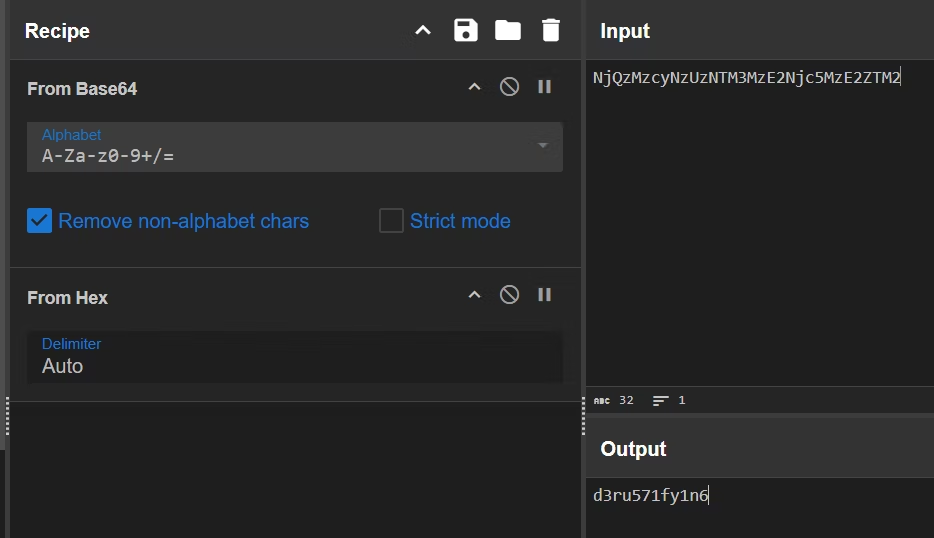 Recipe
From Base64
Alphabet
A-Za-z0-9+/=
Remove non-alphabet chars
Strict mode
From Hex
Delimiter
Auto
Input
NjQzMzcyNzUzNTM3MzE2Njc5MzE2ZTM2
ABC 32 1
Output
d3ru571fy1n6